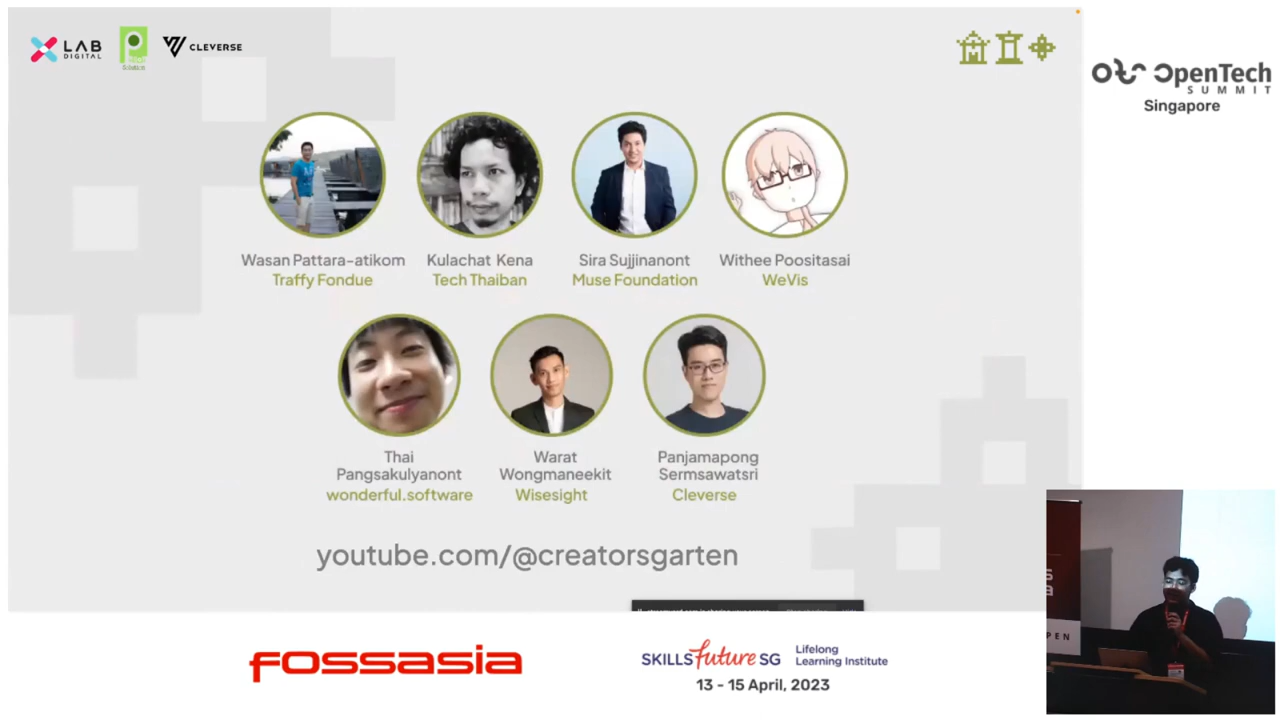 LAB
DIGITAL
Solution
CLEVERSE
OpenTech
SUMMIT
Singapore
Wasan Pattara-atikom
Traffy Fondue
Kulachat Kena
Tech Thaiban
Sira Sujjinanont
Muse Foundation
Withee Poositasai
WeVis
Thai
Pangsakulyanont
wonderful.software
Warat
Wongmaneekit
Wisesight
Panjamapong
Sermsawatsri
Cleverse
youtube.com/@creatorsgarten
PEN
fossasia
SKILLSfuture SG
Lifelong
Learning Institute
13 - 15 April, 2023